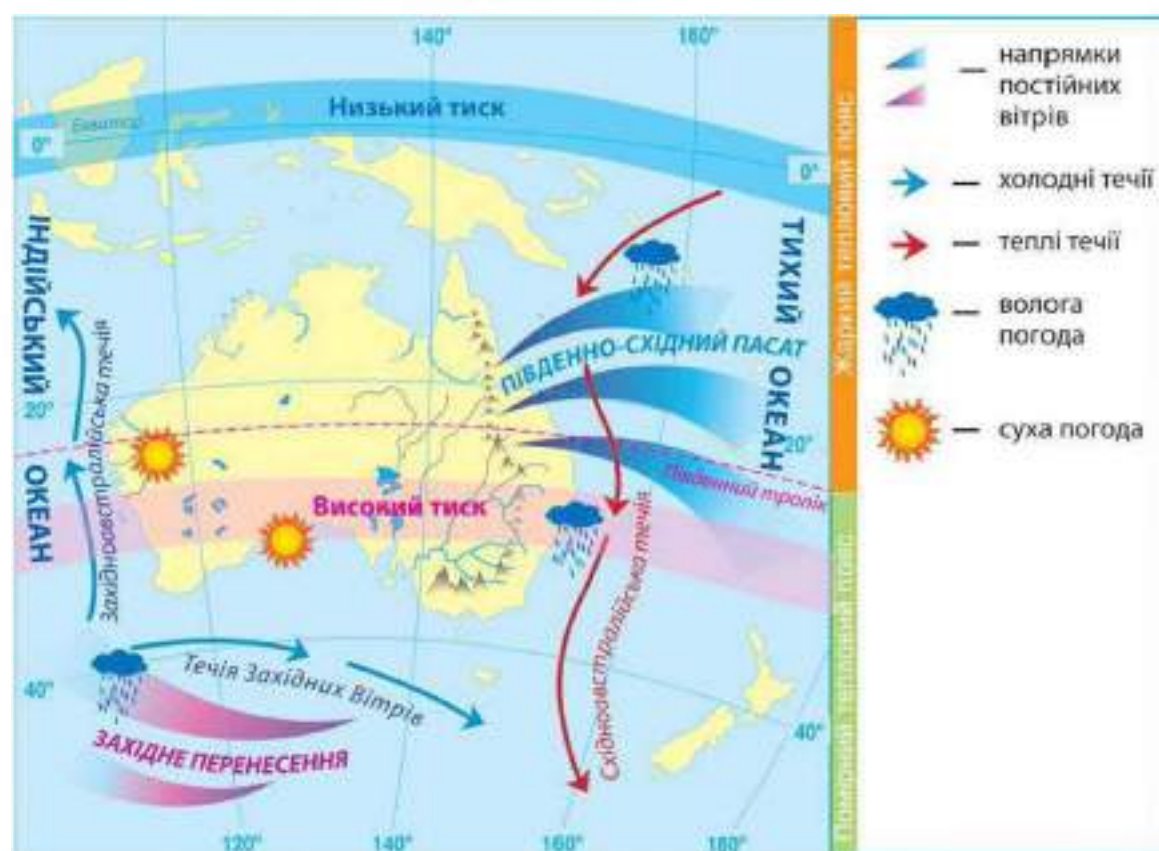 140°
180°
Низький тиск
Екватор
0°
0°
ІНДІЙСЬКИЙ ОКЕАН
ТИХИЙ ОКЕАН
Західноавстралійська течія
ПІВДЕННО-СХІДНИЙ ПАСАТ
20°
20°
Південний тропік
Високий тиск
Східноавстралійська течія
Течія Західних Вітрів
40°
40°
ЗАХІДНЕ ПЕРЕНЕСЕННЯ
120°
140°
160°
180°
Жаркий тепловий пояс
Помірний тепловий пояс
напрямки
постійних
вітрів
холодні течії
теплі течії
волога
погода
суха погода